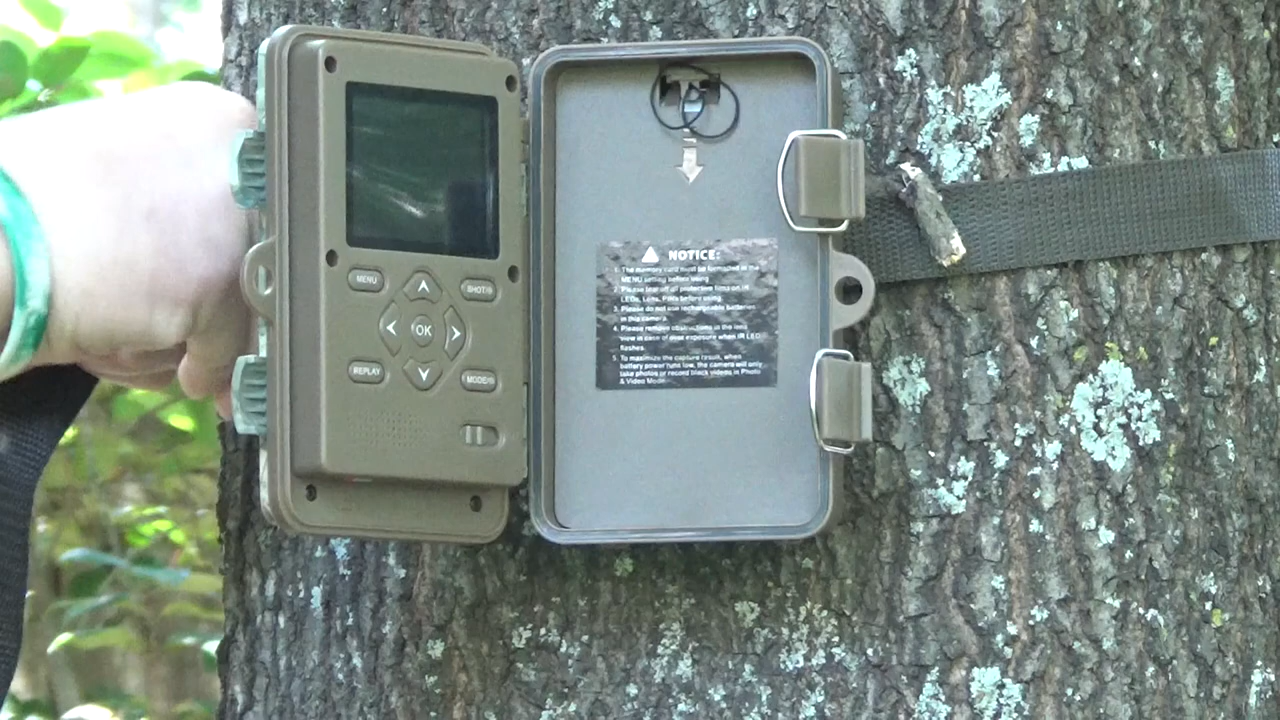 MENU
SHOT/
OK
REPLAY
MODE/
NOTICE:
1. The memory card must be formatted in the
MENU setting before using.
2. Please tear off all protective films on IR
LEDs, Lens, PIRs before using.
3. Please do not use rechargeable batteries
in this camera.
4. Please remove obstructions in the lens
view in case of over exposure when IR LED
flashes.
5. To maximize the capture result, when
battery power runs low, the camera will only
take photos or record black videos in Photo
& Video Mode.